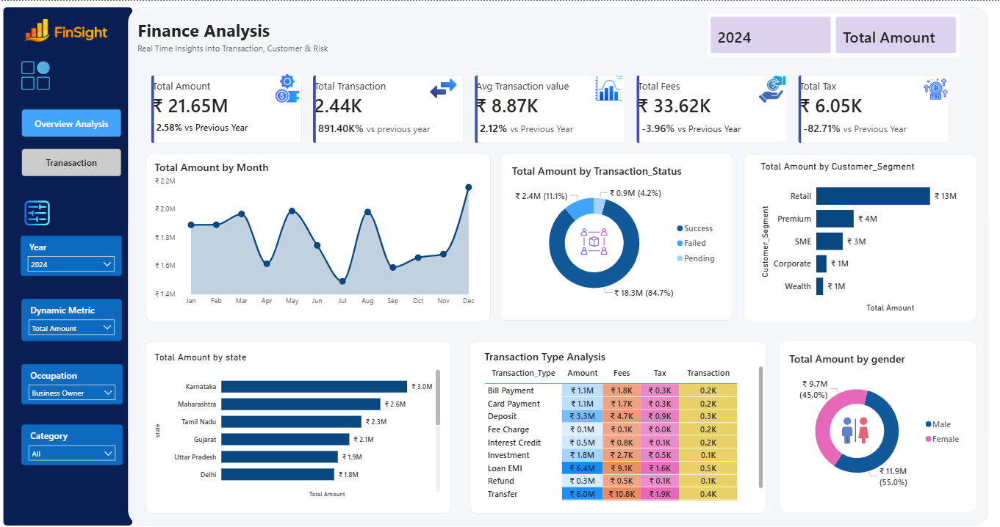 FinSight
Finance Analysis
Real Time Insights Into Transaction, Customer & Risk
2024
Total Amount
Overview Analysis
Tranasaction
Year
2024
Dynamic Metric
Total Amount
Occupation
Business Owner
Category
All
Total Amount
₹ 21.65M
2.58% vs Previous Year
Total Transaction
2.44K
891.40K% vs previous year
Avg Transaction value
₹ 8.87K
2.12% vs Previous Year
Total Fees
₹ 33.62K
-3.96% vs Previous Year
Total Tax
₹ 6.05K
-82.71% vs Previous Year
Total Amount by Month
₹ 2.2M
₹ 2.0M
₹ 1.8M
₹ 1.6M
₹ 1.4M
Jan Feb Mar Apr May Jun Jul Aug Sep Oct Nov Dec
Total Amount by Transaction_Status
₹ 2.4M (11.1%)
₹ 0.9M (4.2%)
₹ 18.3M (84.7%)
Success
Failed
Pending
Total Amount by Customer_Segment
Customer_Segment
Retail ₹ 13M
Premium ₹ 4M
SME ₹ 3M
Corporate ₹ 1M
Wealth ₹ 1M
Total Amount
Total Amount by state
state
Karnataka ₹ 3.0M
Maharashtra ₹ 2.6M
Tamil Nadu ₹ 2.3M
Gujarat ₹ 2.1M
Uttar Pradesh ₹ 1.9M
Delhi ₹ 1.8M
Total Amount
Transaction Type Analysis
Transaction_Type Amount Fees Tax Transaction
Bill Payment ₹ 1.1M ₹ 1.8K ₹ 0.3K 0.2K
Card Payment ₹ 1.1M ₹ 1.7K ₹ 0.3K 0.2K
Deposit ₹ 3.3M ₹ 4.7K ₹ 0.9K 0.3K
Fee Charge ₹ 0.1M ₹ 0.1K ₹ 0.0K 0.2K
Interest Credit ₹ 0.5M ₹ 0.8K ₹ 0.1K 0.2K
Investment ₹ 1.8M ₹ 2.7K ₹ 0.5K 0.1K
Loan EMI ₹ 6.4M ₹ 9.1K ₹ 1.6K 0.5K
Refund ₹ 0.3M ₹ 0.5K ₹ 0.1K 0.1K
Transfer ₹ 6.0M ₹ 10.8K ₹ 1.9K 0.4K
Total Amount by gender
₹ 9.7M
(45.0%)
₹ 11.9M
(55.0%)
Male
Female